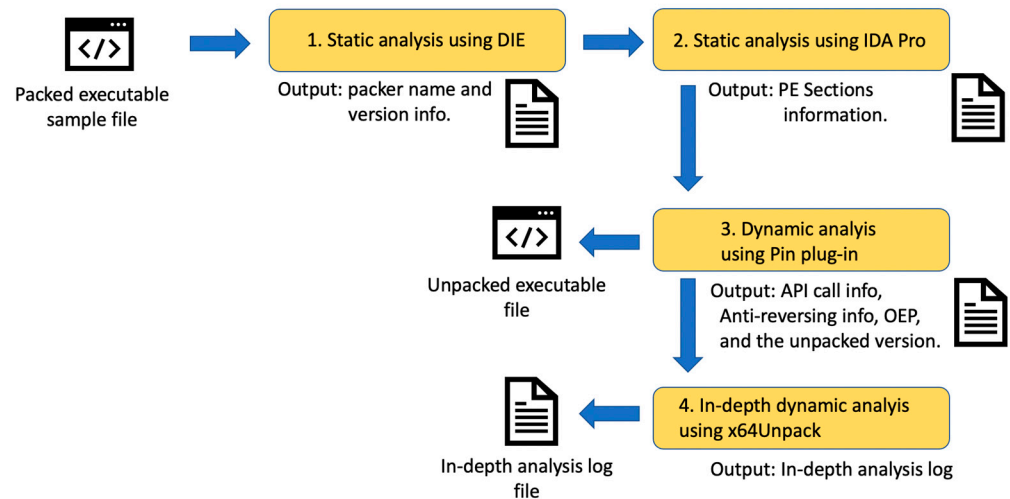 1. Static analysis using DIE
2. Static analysis using IDA Pro
Packed executable
sample file
Output: packer name and
version info.
Output: PE Sections
information.
3. Dynamic analyis
using Pin plug-in
Unpacked executable
file
Output: API call info,
Anti-reversing info, OEP,
and the unpacked version.
4. In-depth dynamic analyis
using x64Unpack
In-depth analysis log
file
Output: In-depth analysis log